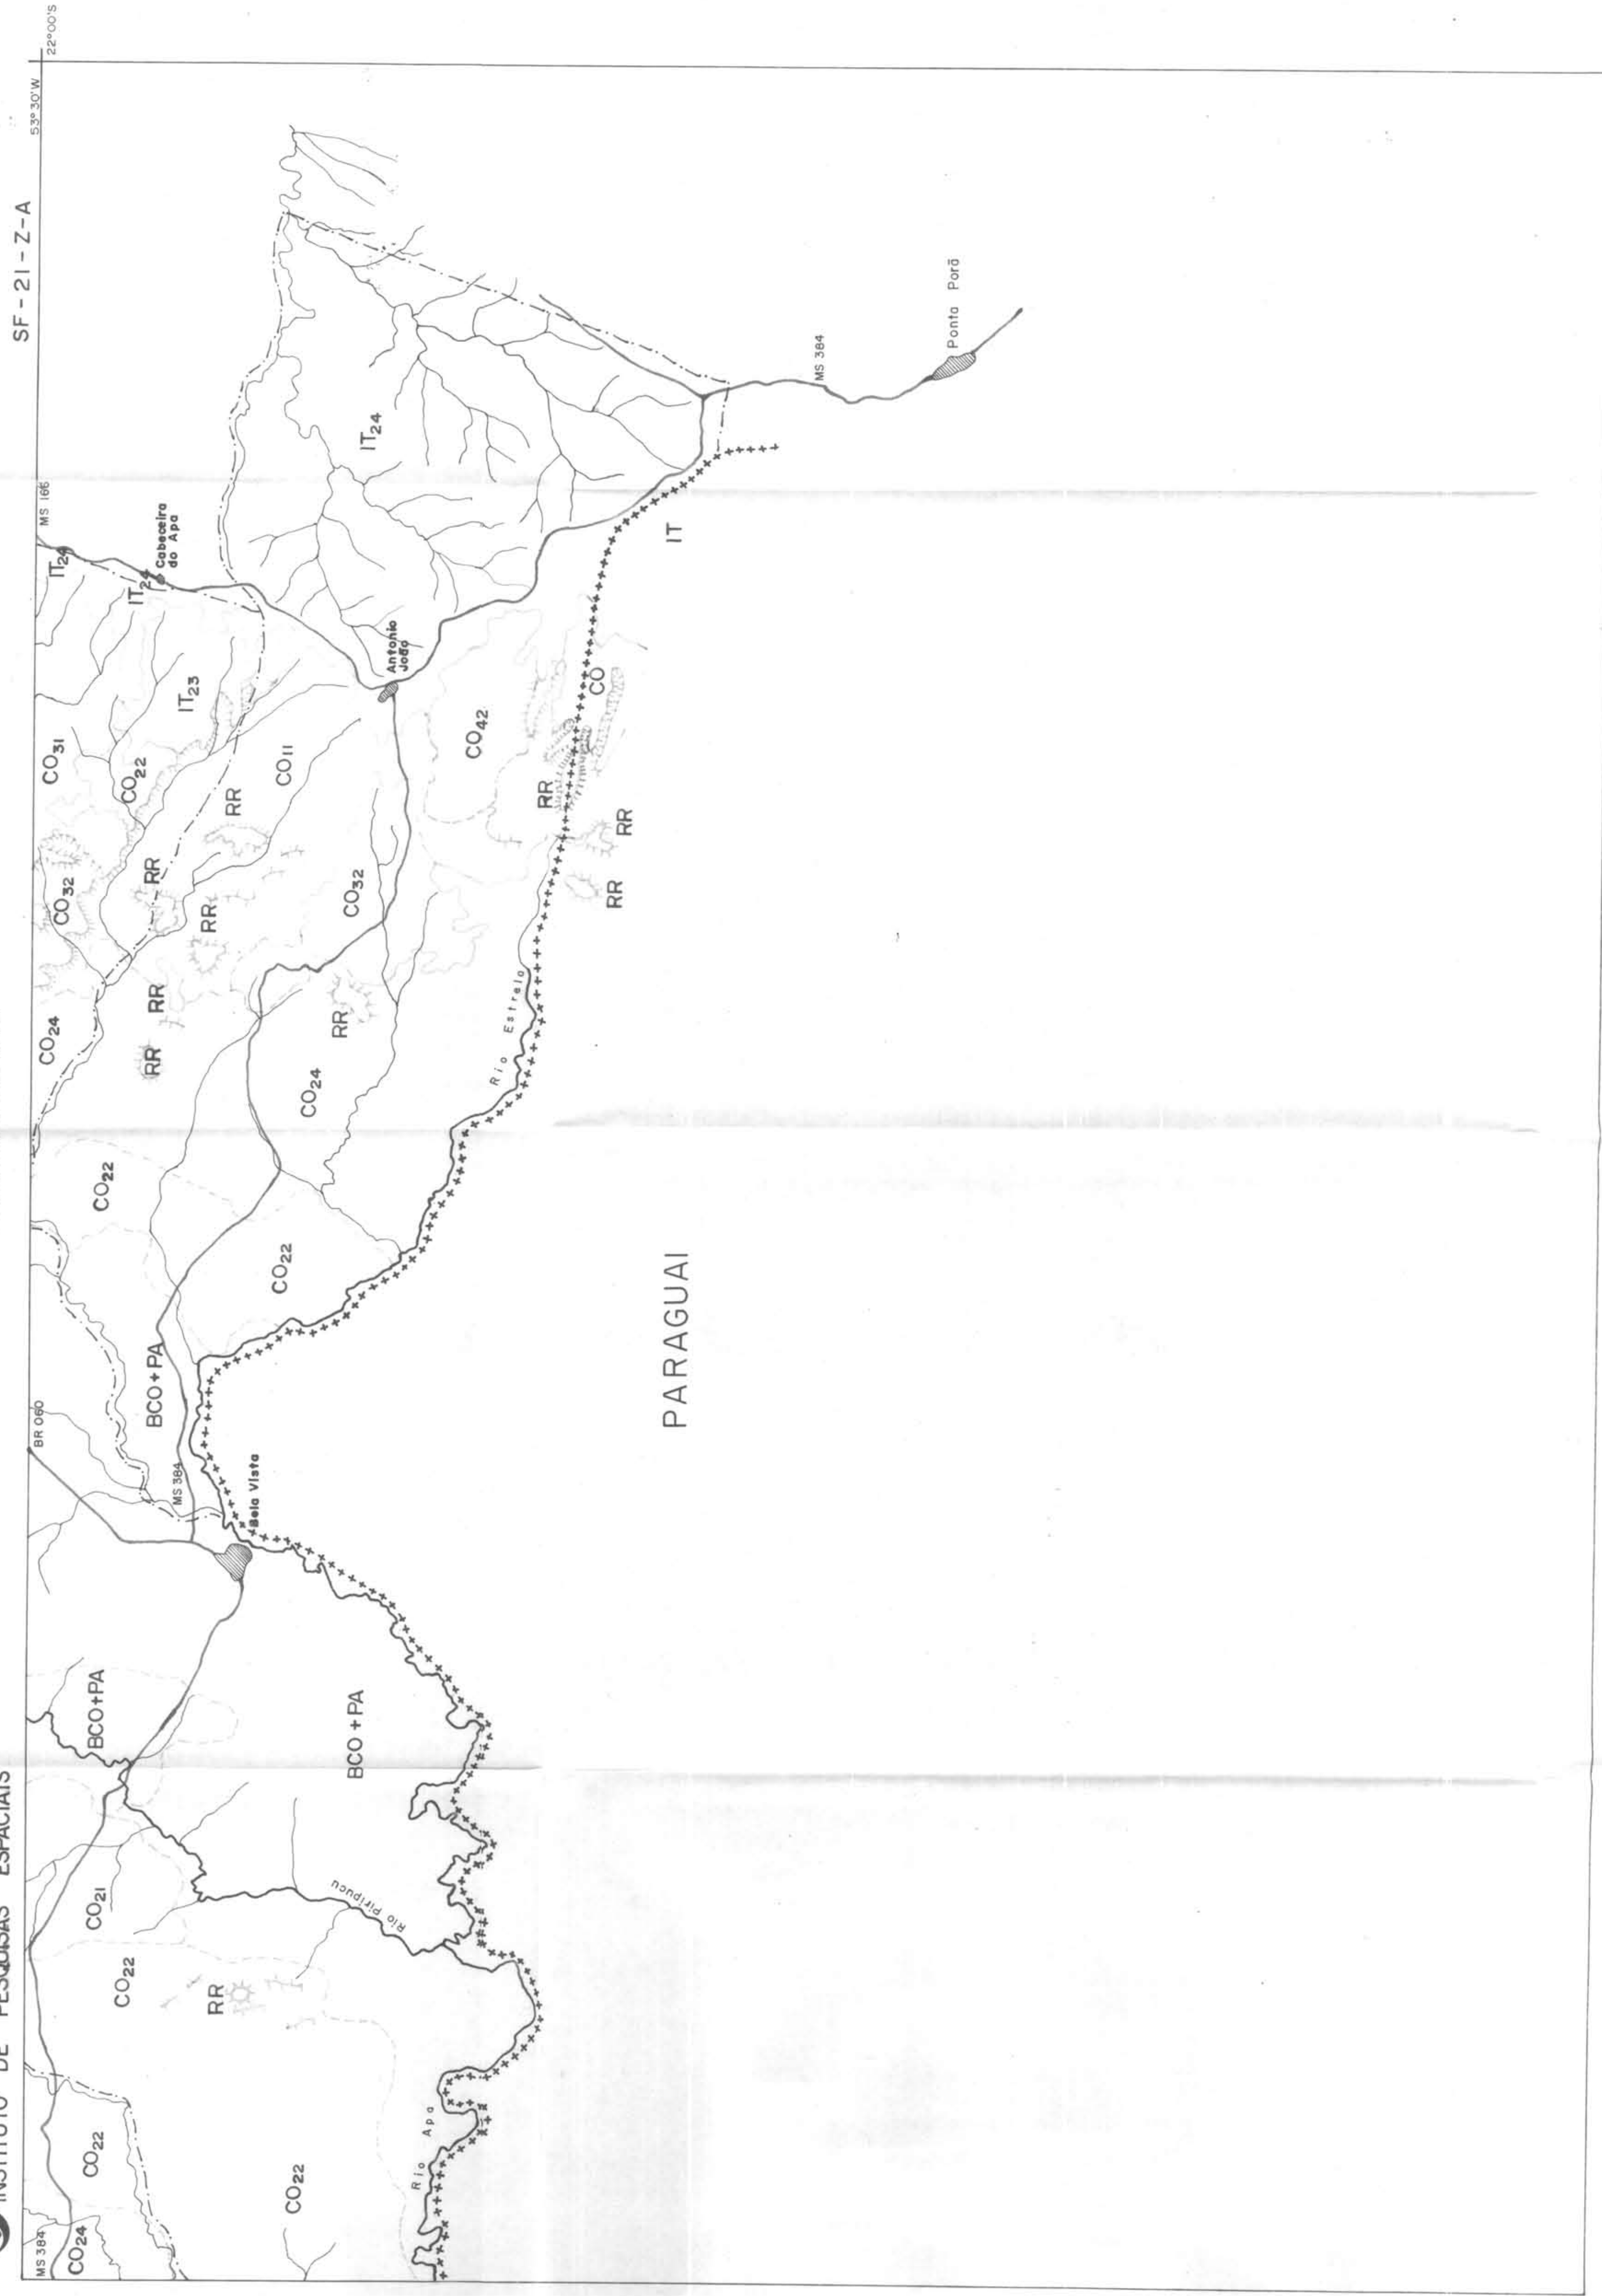 INSTITUTO DE PESQUISAS ESPACIAIS
SF-21-Z-A
53°30'W
22°00'S
MS 384
CO24
CO22
CO22
CO22
RR
CO21
BCO+PA
BCO+PA
Rio Apa
Rio Piripucu
BR 060
MS 384
Bela Vista
BCO+PA
CO22
CO22
CO24
CO24
RR
RR
RR
RR
RR
RR
CO32
CO32
CO31
CO22
CO11
IT23
IT24
IT24
MS 166
Cabeceira
do Apa
Antonio
João
CO42
RR
RR
RR
CO
IT
IT24
Rio Estrela
MS 384
Ponta Porã
PARAGUAI